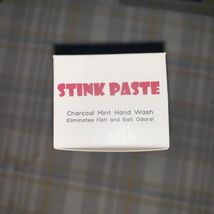 STINK PASTE
Charcoal Mint Hand Wash
Eliminates Fish and Bait Odors!